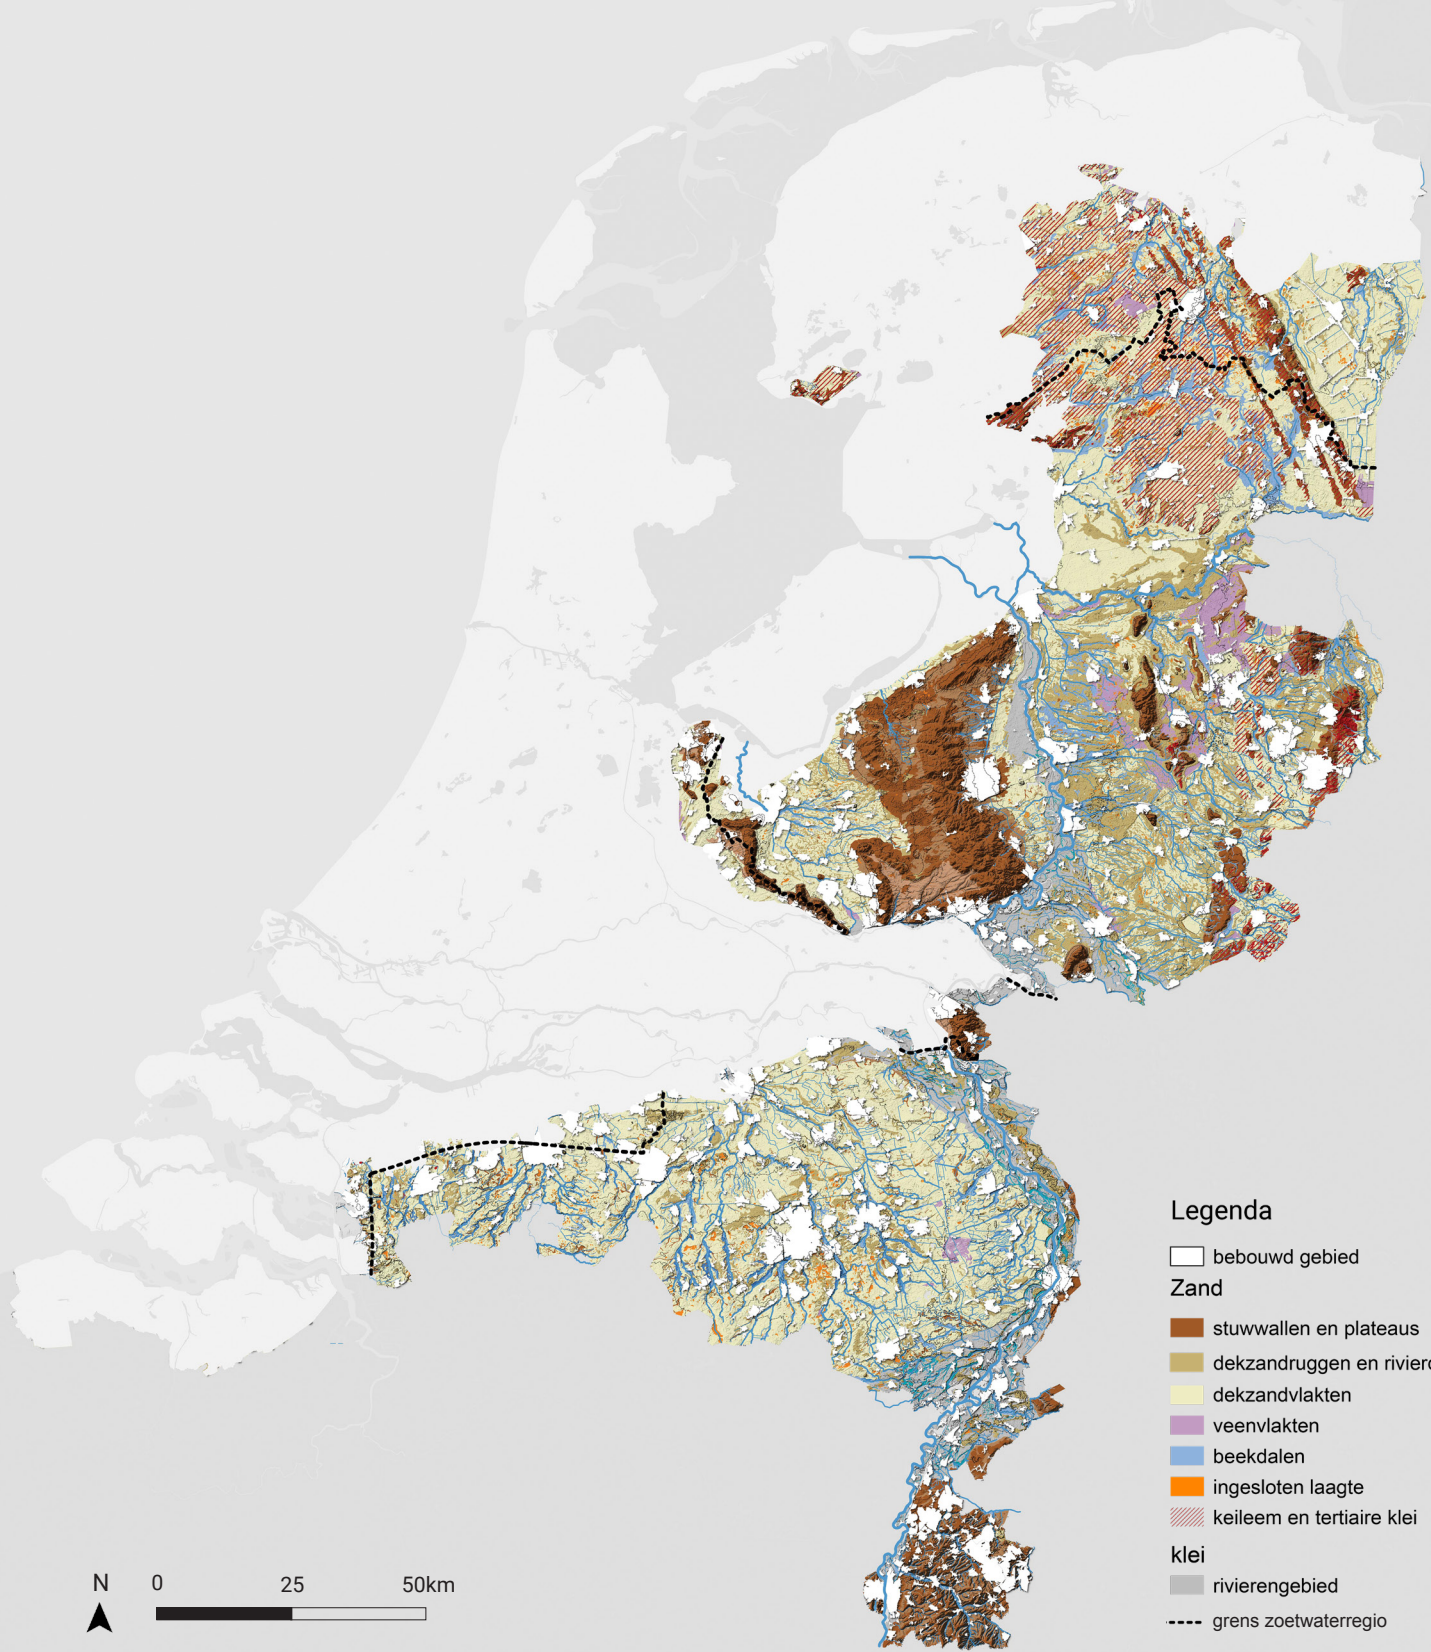 Legenda
bebouwd gebied
Zand
stuwwallen en plateaus
dekzandruggen en
dekzandvlakten
veenvlakten
beekdalen
ingesloten laagte
keileem en tertiaire klei
klei
rivierengebied
grens zoetwaterregio
N 0 25 50km